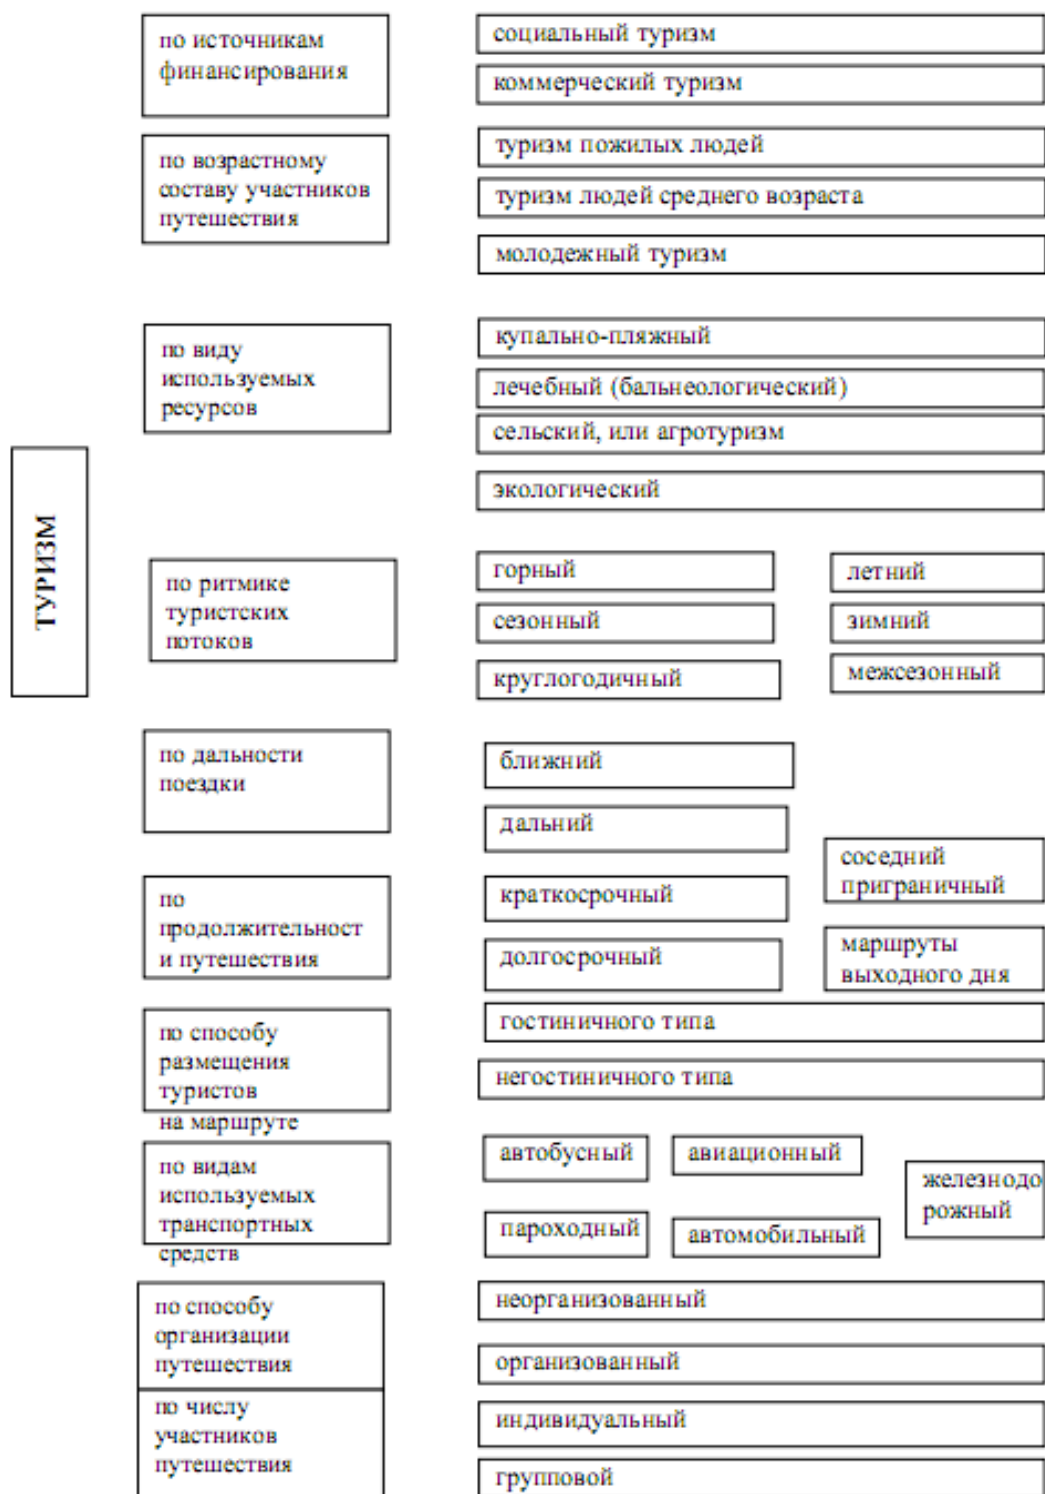 ТУРИЗМ
по источникам
финансирования
социальный туризм
коммерческий туризм
по возрастному
составу участников
путешествия
туризм пожилых людей
туризм людей среднего возраста
молодежный туризм
по виду
используемых
ресурсов
купально-пляжный
лечебный (бальнеологический)
сельский, или агротуризм
экологический
по ритмике
туристских
потоков
горный
летний
сезонный
зимний
круглогодичный
межсезонный
по дальности
поездки
ближний
дальний
соседний
приграничный
по
продолжительност
и путешествия
краткосрочный
долгосрочный
маршруты
выходного дня
по способу
размещения
туристов
на маршруте
гостиничного типа
негостиничного типа
по видам
используемых
транспортных
средств
автобусный
авиационный
железнодо
рожный
пароходный
автомобильный
по способу
организации
путешествия
неорганизованный
организованный
по числу
участников
путешествия
индивидуальный
групповой